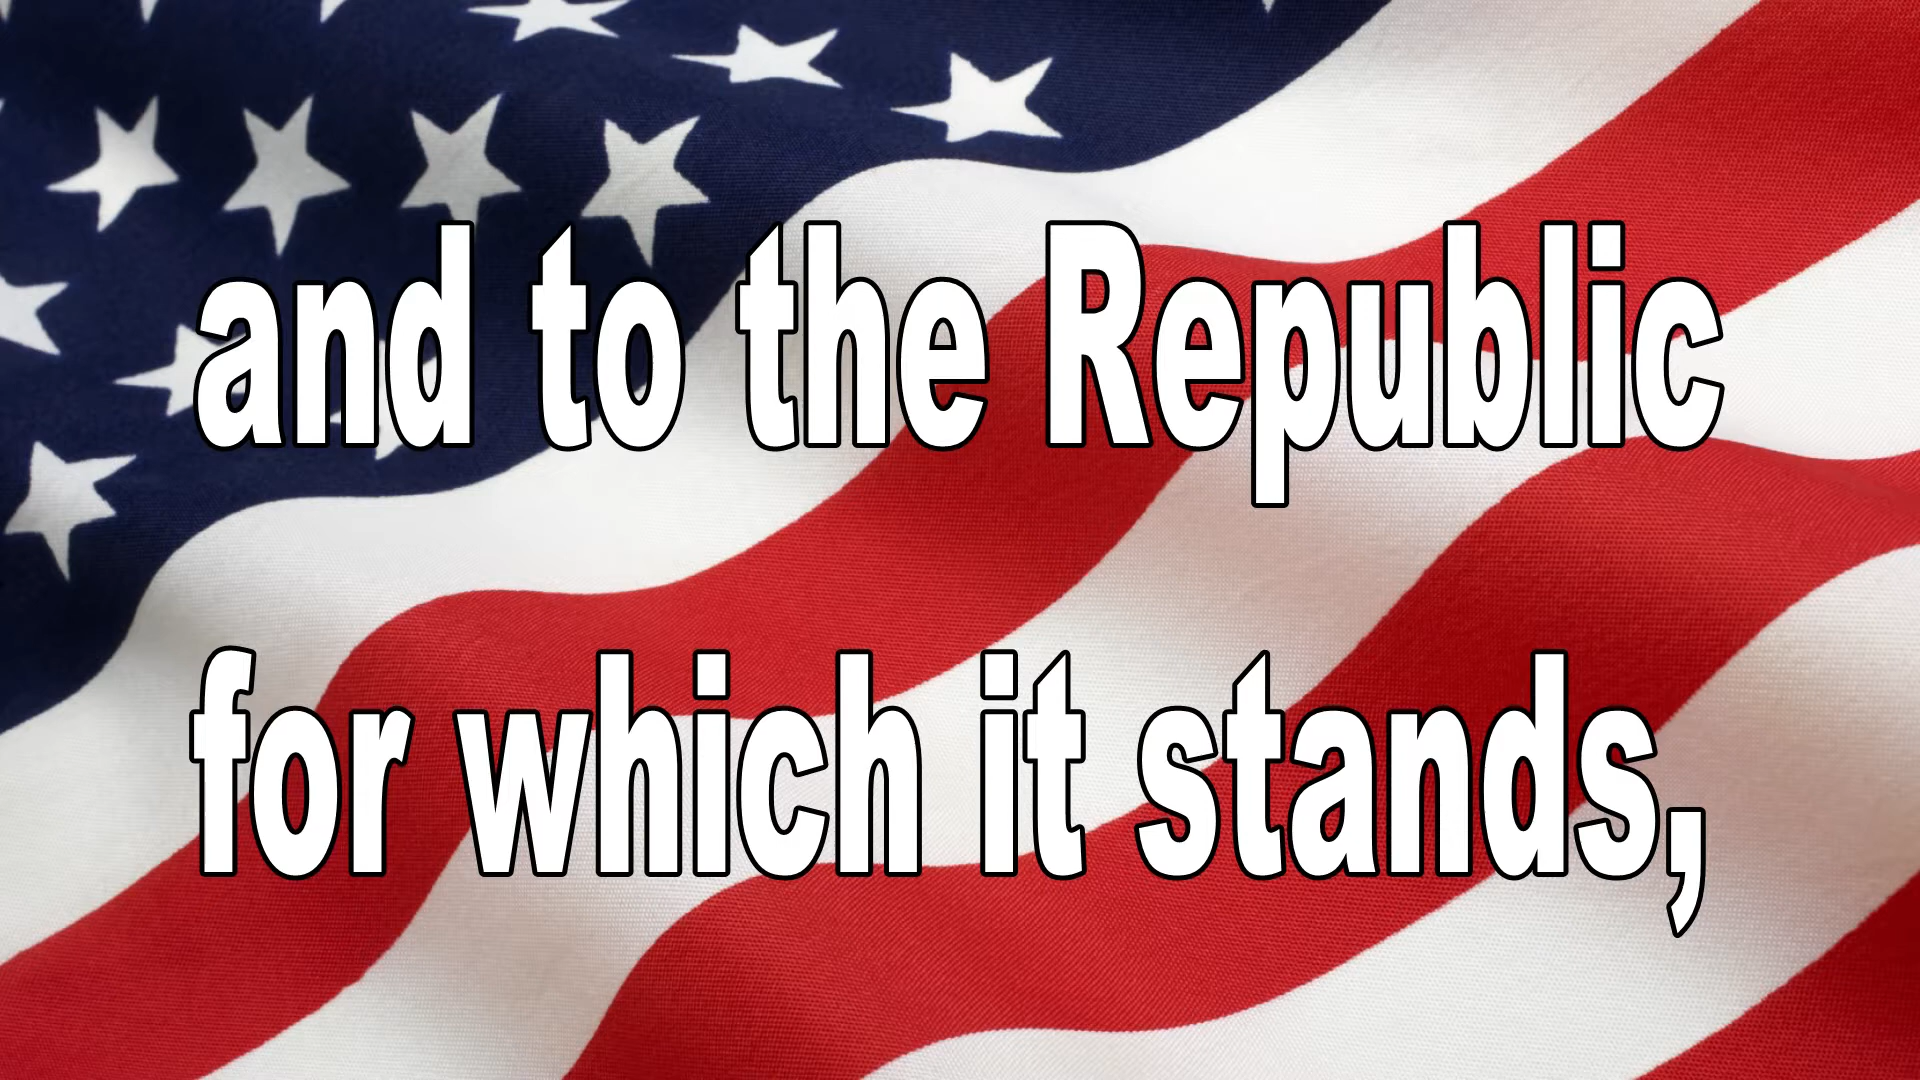 and to the Republic
for which it stands,